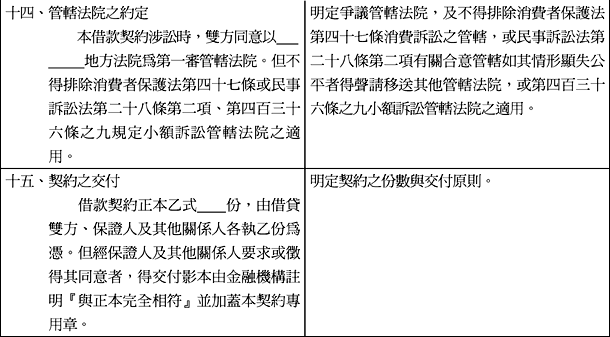 十四、管轄法院之約定
本借款契約涉訟時，雙方同意以___
____地方法院為第一審管轄法院。但不
得排除消費者保護法第四十七條或民事
訴訟法第二十八條第二項、第四百三十
六條之九規定小額訴訟管轄法院之適
用。
明定爭議管轄法院，及不得排除消費者保護法
第四十七條消費訴訟之管轄，或民事訴訟法第
二十八條第二項有關合意管轄如其情形顯失公
平者得聲請移送其他管轄法院，或第四百三十
六條之九小額訴訟管轄法院之適用。
十五、契約之交付
借款契約正本乙式___份，由借貸
雙方、保證人及其他關係人各執乙份為
憑。但經保證人及其他關係人要求或徵
得其同意者，得交付影本由金融機構註
明『與正本完全相符』並加蓋本契約專
用章。
明定契約之份數與交付原則。